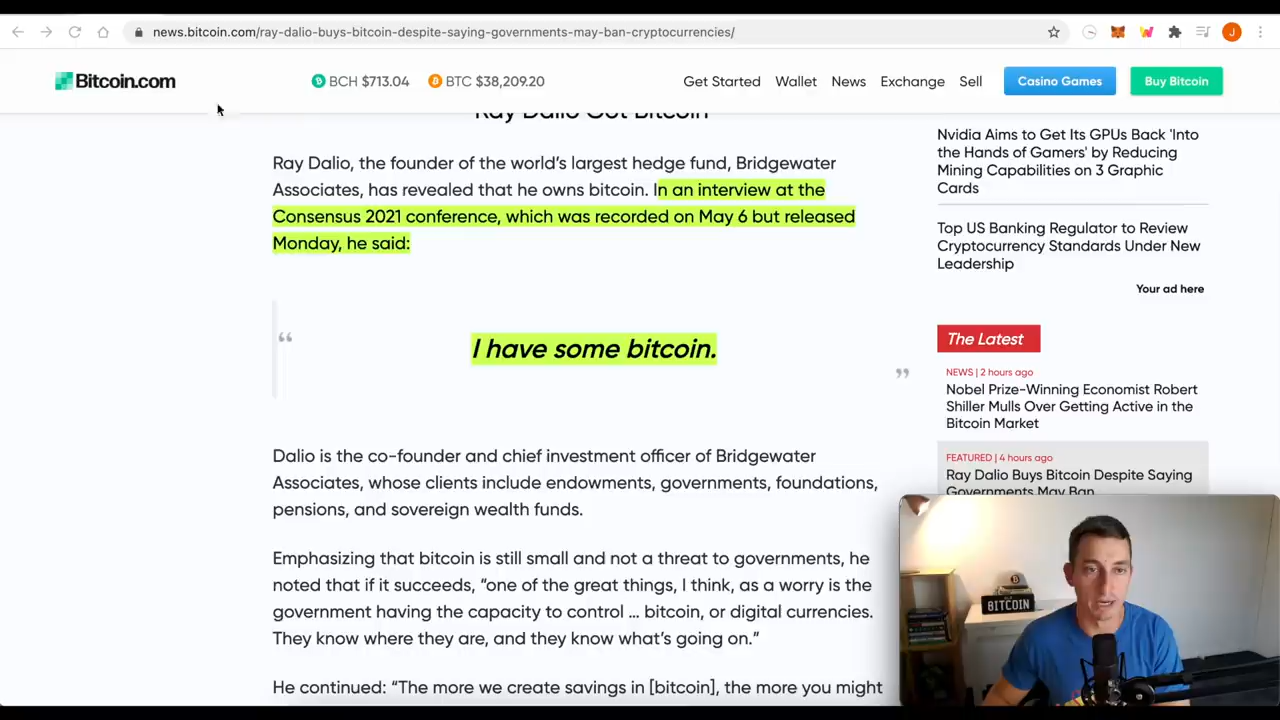 news.bitcoin.com/ray-dalio-buys-bitcoin-despite-saying-governments-may-ban-cryptocurrencies/
J
Bitcoin.com
BCH $713.04
BTC $38,209.20
Get Started
Wallet
News
Exchange
Sell
Casino Games
Buy Bitcoin
Ray Dalio Got Bitcoin
Ray Dalio, the founder of the world's largest hedge fund, Bridgewater
Associates, has revealed that he owns bitcoin. In an interview at the
Consensus 2021 conference, which was recorded on May 6 but released
Monday, he said:
“
I have some bitcoin.
”
Dalio is the co-founder and chief investment officer of Bridgewater
Associates, whose clients include endowments, governments, foundations,
pensions, and sovereign wealth funds.
Emphasizing that bitcoin is still small and not a threat to governments, he
noted that if it succeeds, “one of the great things, I think, as a worry is the
government having the capacity to control ... bitcoin, or digital currencies.
They know where they are, and they know what's going on.”
He continued: “The more we create savings in [bitcoin], the more you might
Nvidia Aims to Get Its GPUs Back 'Into
the Hands of Gamers' by Reducing
Mining Capabilities on 3 Graphic
Cards
Top US Banking Regulator to Review
Cryptocurrency Standards Under New
Leadership
Your ad here
The Latest
NEWS | 2 hours ago
Nobel Prize-Winning Economist Robert
Shiller Mulls Over Getting Active in the
Bitcoin Market
FEATURED | 4 hours ago
Ray Dalio Buys Bitcoin Despite Saying
Governments May Ban
BITCOIN